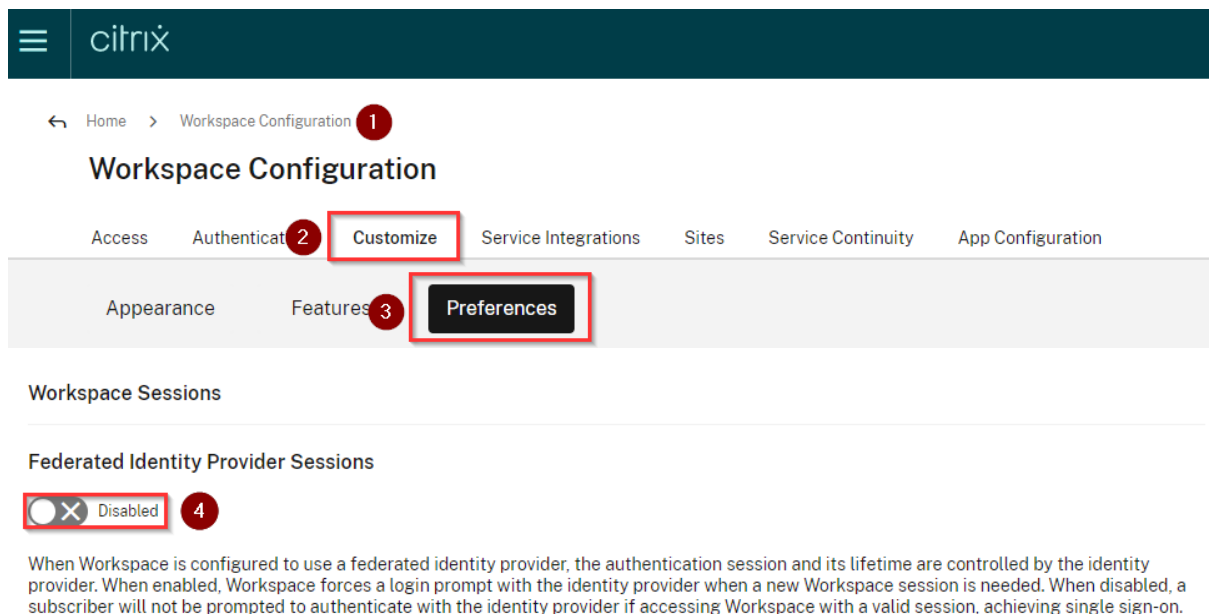 citrix
Home > Workspace Configuration 1
Workspace Configuration
Access Authenticat 2 Customize Service Integrations Sites Service Continuity App Configuration
Appearance Features 3 Preferences
Workspace Sessions
Federated Identity Provider Sessions
Disabled 4
When Workspace is configured to use a federated identity provider, the authentication session and its lifetime are controlled by the identity
provider. When enabled, Workspace forces a login prompt with the identity provider when a new Workspace session is needed. When disabled, a
subscriber will not be prompted to authenticate with the identity provider if accessing Workspace with a valid session, achieving single sign-on.